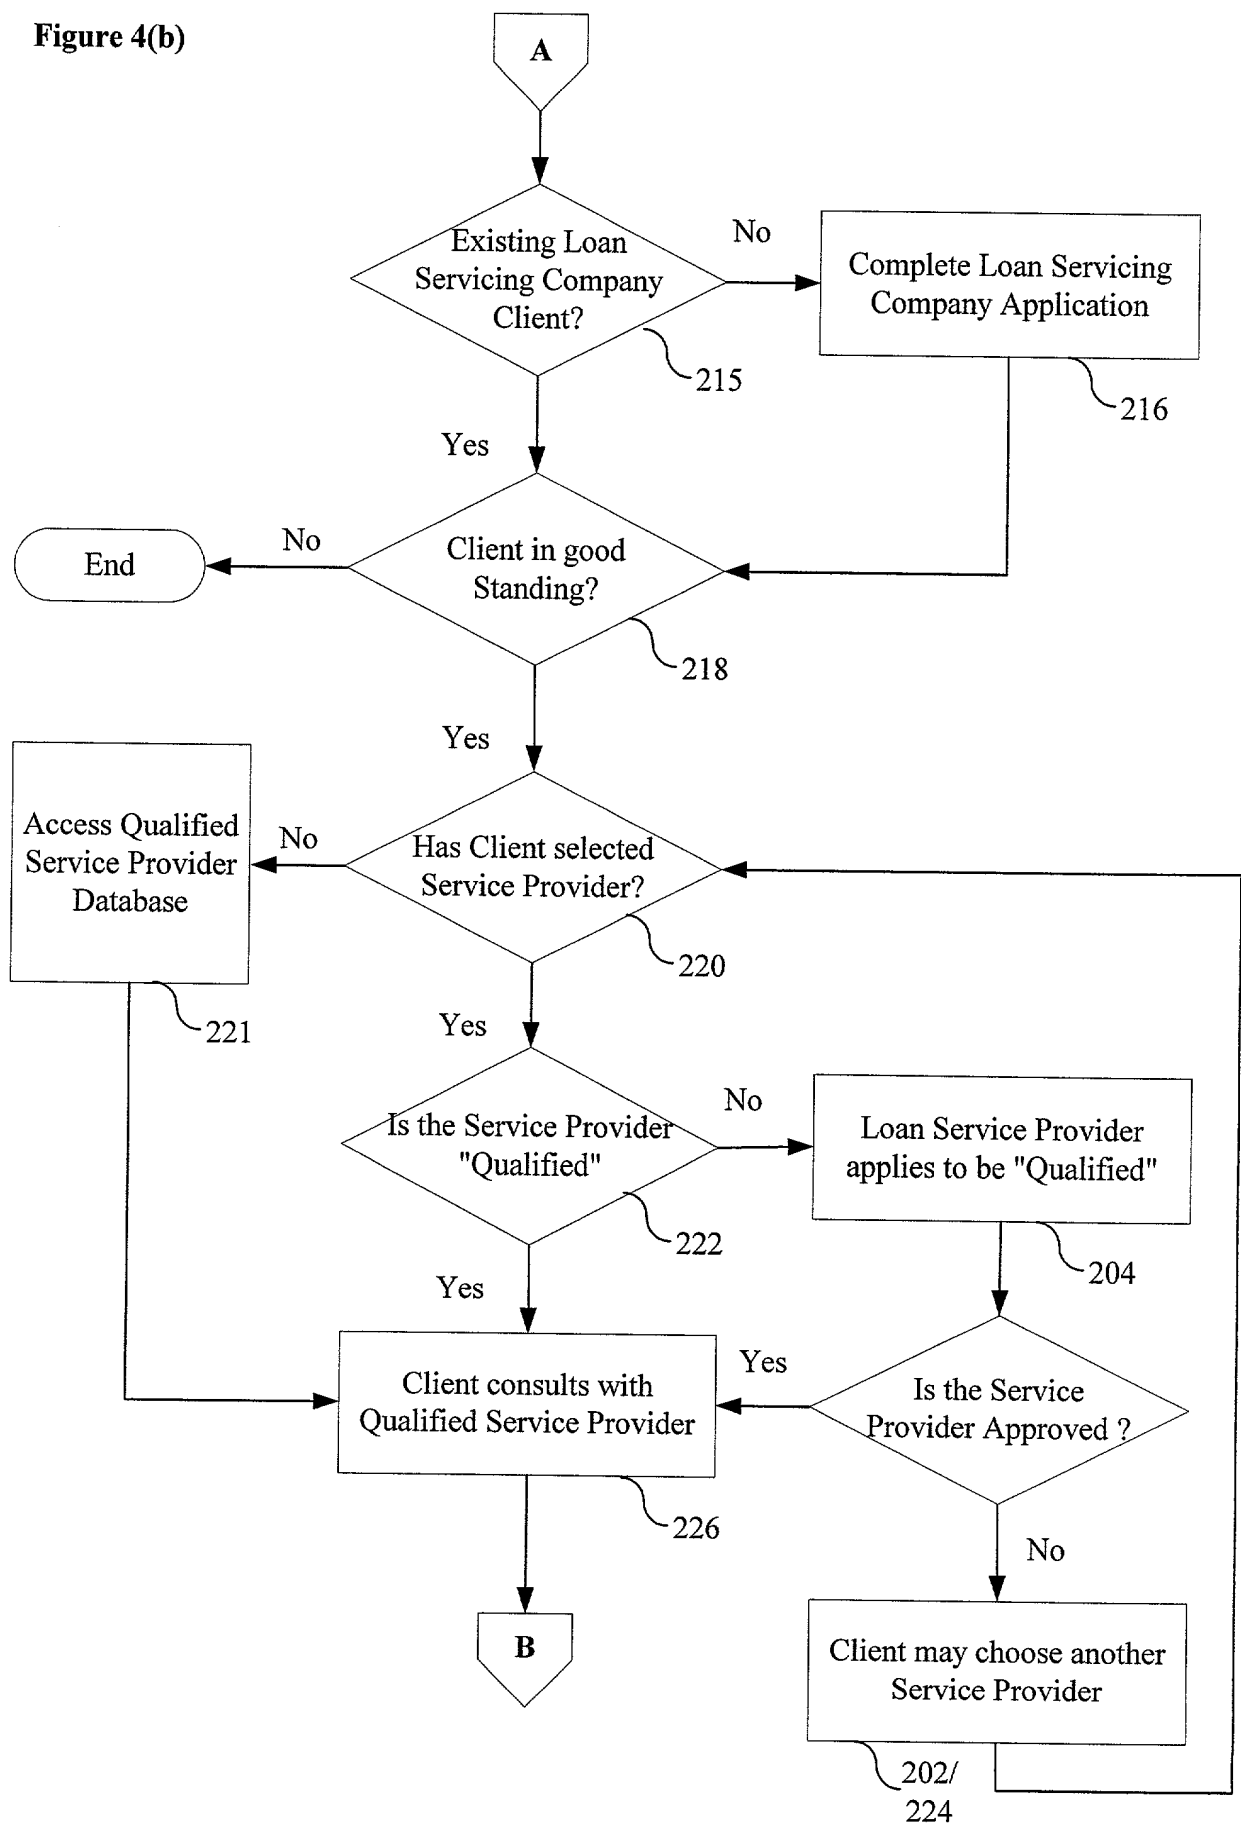 Figure 4(b)
A
Existing Loan
Servicing Company
Client?
No
Complete Loan Servicing
Company Application
215
216
Yes
End
No
Client in good
Standing?
218
Yes
Access Qualified
Service Provider
Database
No
Has Client selected
Service Provider?
220
221
Yes
Is the Service Provider
"Qualified"
No
Loan Service Provider
applies to be "Qualified"
222
204
Yes
Client consults with
Qualified Service Provider
Yes
Is the Service
Provider Approved ?
226
No
B
Client may choose another
Service Provider
202/
224